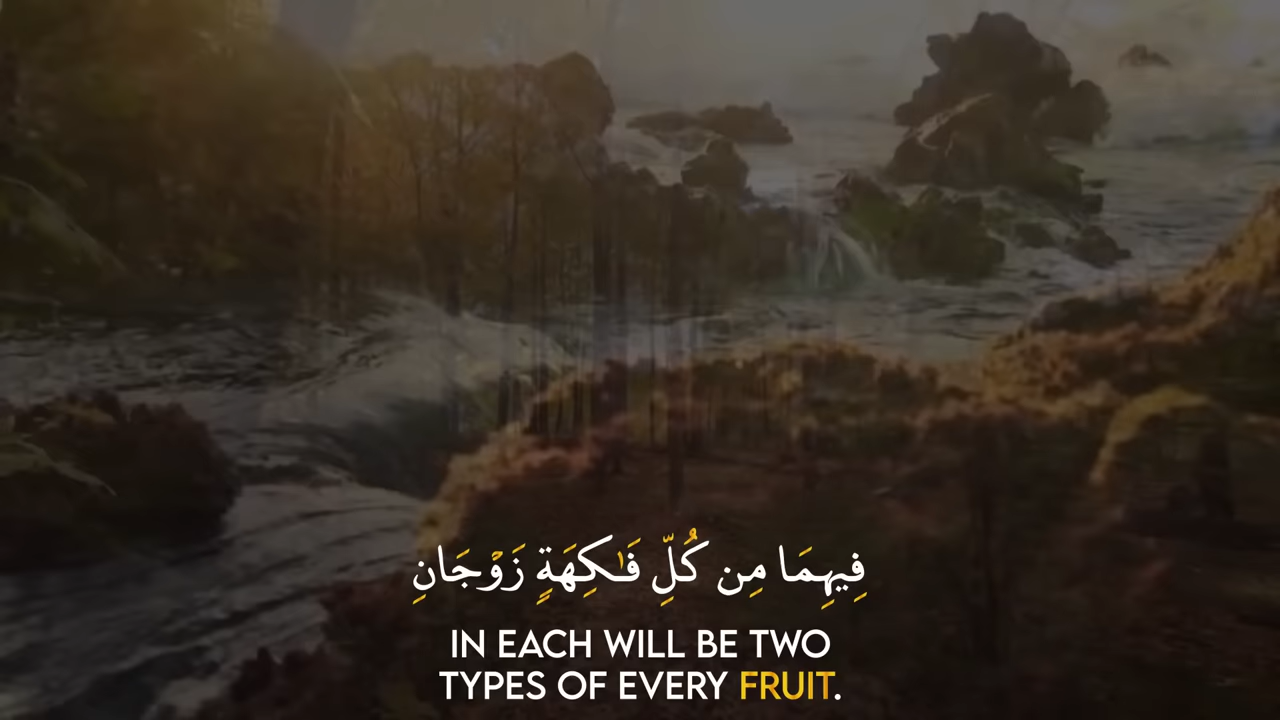 فِيهِمَا مِن كُلِّ فَـٰكِهَةٍ زَوْجَانِ
IN EACH WILL BE TWO
TYPES OF EVERY FRUIT.